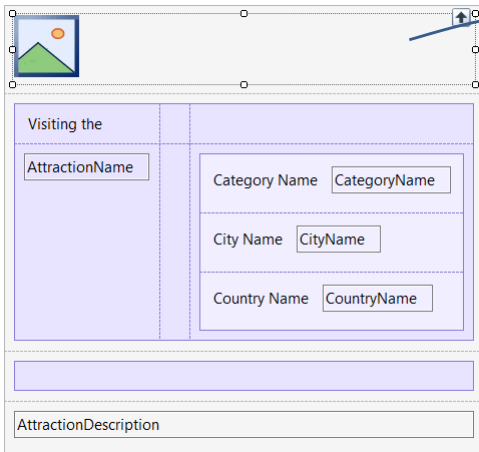 Visiting the
AttractionName
Category Name CategoryName
City Name CityName
Country Name CountryName
AttractionDescription